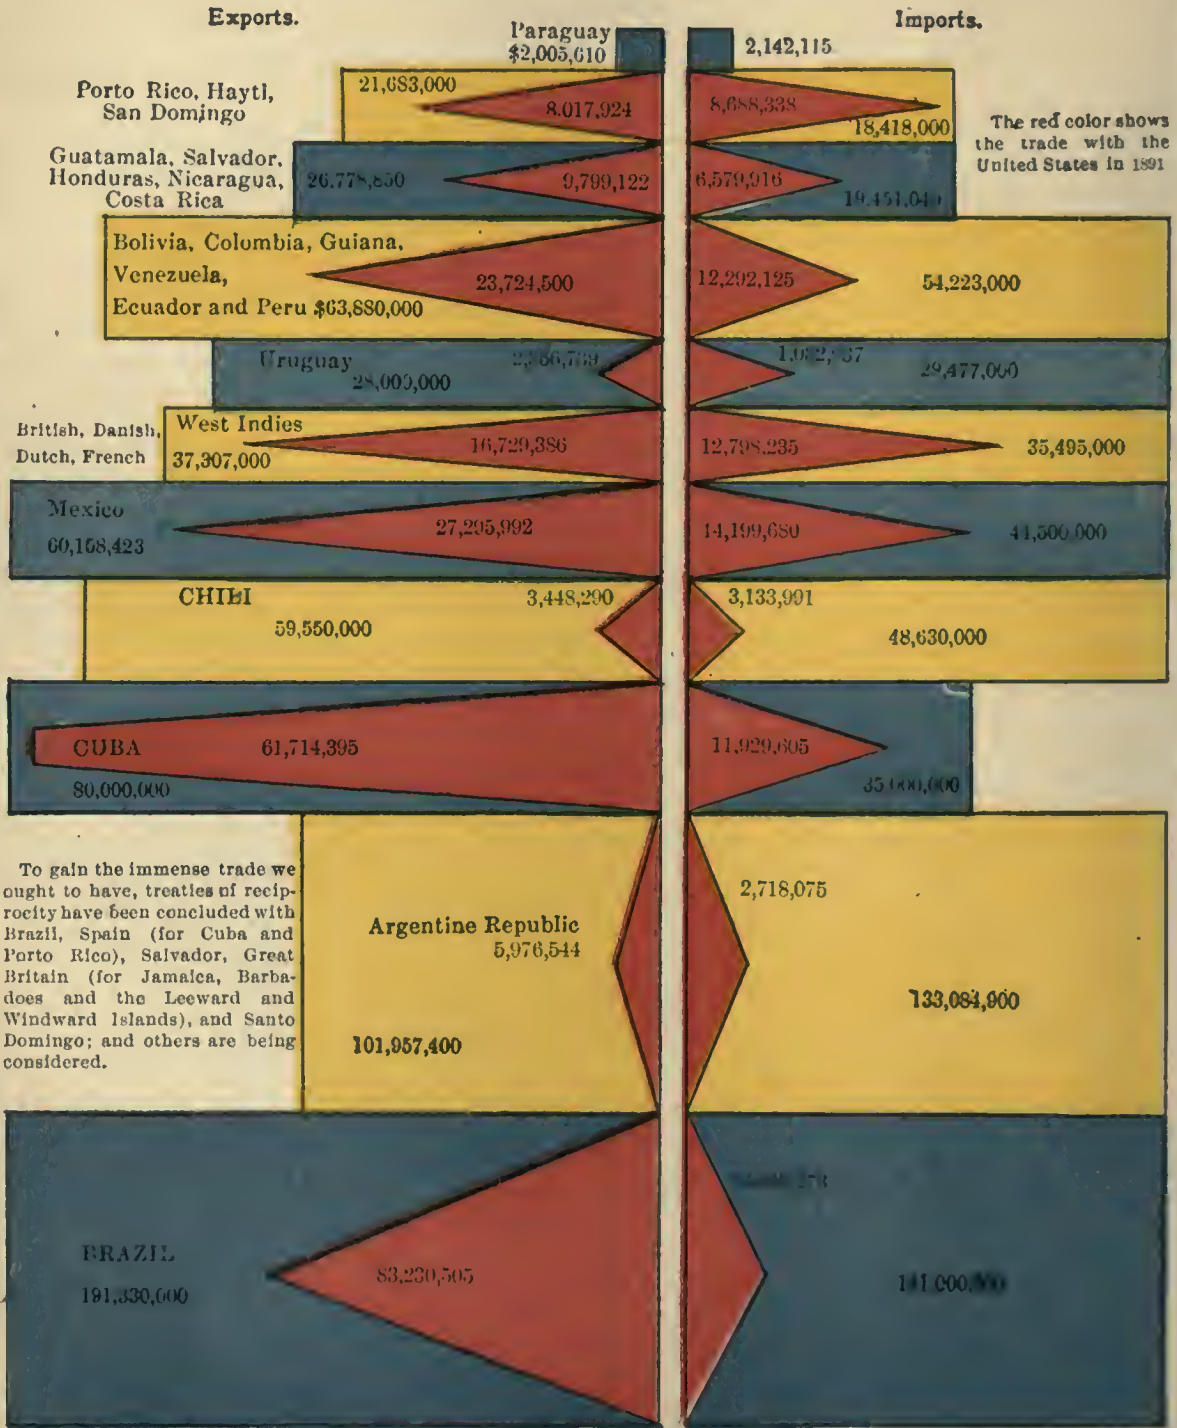 Exports.
Imports.
Paraguay
$2,005,610
2,142,115
Porto Rico, Hayti,
San Domingo
21,683,000
8.017,924
8,688,338
18,418,000
The red color shows
the trade with the
United States in 1891
Guatamala, Salvador,
Honduras, Nicaragua,
Costa Rica
26.778,850
9,799,122
6,579,916
Bolivia, Colombia, Guiana,
Venezuela,
Ecuador and Peru $63,880,000
23,724,500
12,292,125
54,223,000
Uruguay
28,000,000
29,477,000
British, Danish,
Dutch, French
West Indies
37,307,000
16,729,386
12,798,235
35,495,000
Mexico
60,158,423
27,295,992
14,199,680
41,500,000
CHILI
59,550,000
3,448,290
3,133,991
48,630,000
CUBA
80,000,000
61,714,395
11,929,605
35,000,000
To gain the immense trade we
ought to have, treaties of recip-
rocity have been concluded with
Brazil, Spain (for Cuba and
Porto Rico), Salvador, Great
Britain (for Jamaica, Barba-
does and the Leeward and
Windward Islands), and Santo
Domingo; and others are being
considered.
Argentine Republic
5,976,544
101,957,400
2,718,075
133,084,900
BRAZIL
191,330,000
83,230,505